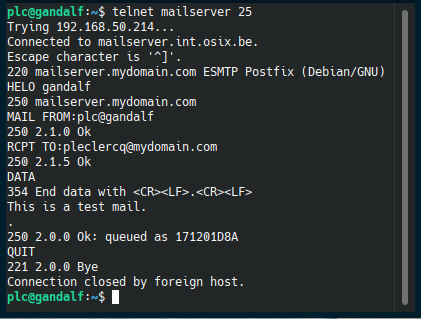 plc@gandalf:~$ telnet mailserver 25
Trying 192.168.50.214...
Connected to mailserver.int.osix.be.
Escape character is '^]'.
220 mailserver.mydomain.com ESMTP Postfix (Debian/GNU)
HELO gandalf
250 mailserver.mydomain.com
MAIL FROM:plc@gandalf
250 2.1.0 Ok
RCPT TO:pleclercq@mydomain.com
250 2.1.5 Ok
DATA
354 End data with <CR><LF>.<CR><LF>
This is a test mail.
.
250 2.0.0 Ok: queued as 171201D8A
QUIT
221 2.0.0 Bye
Connection closed by foreign host.
plc@gandalf:~$